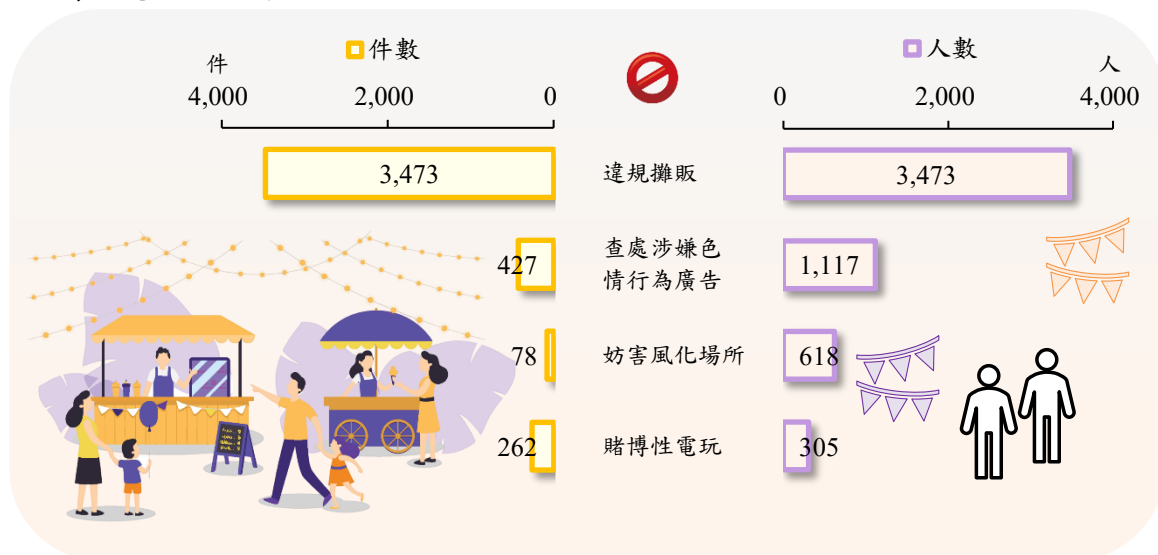 件數
人數
件
人
4,000
2,000
0
0
2,000
4,000
3,473
違規攤販
3,473
427
查處涉嫌色
情行為廣告
1,117
78
妨害風化場所
618
262
賭博性電玩
305